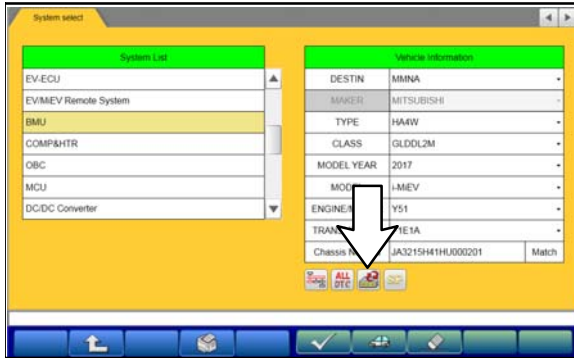 System select
System List
EV-ECU
EV/MiEV Remote System
BMU
COMP&HTR
OBC
MCU
DC/DC Converter
Vehicle Information
DESTIN MMNA
MAKER MITSUBISHI
TYPE HA4W
CLASS GLDDL2M
MODEL YEAR 2017
i-MiEV
Y51
Chassis JA3215H41HU000201 Match
ALL
DTC